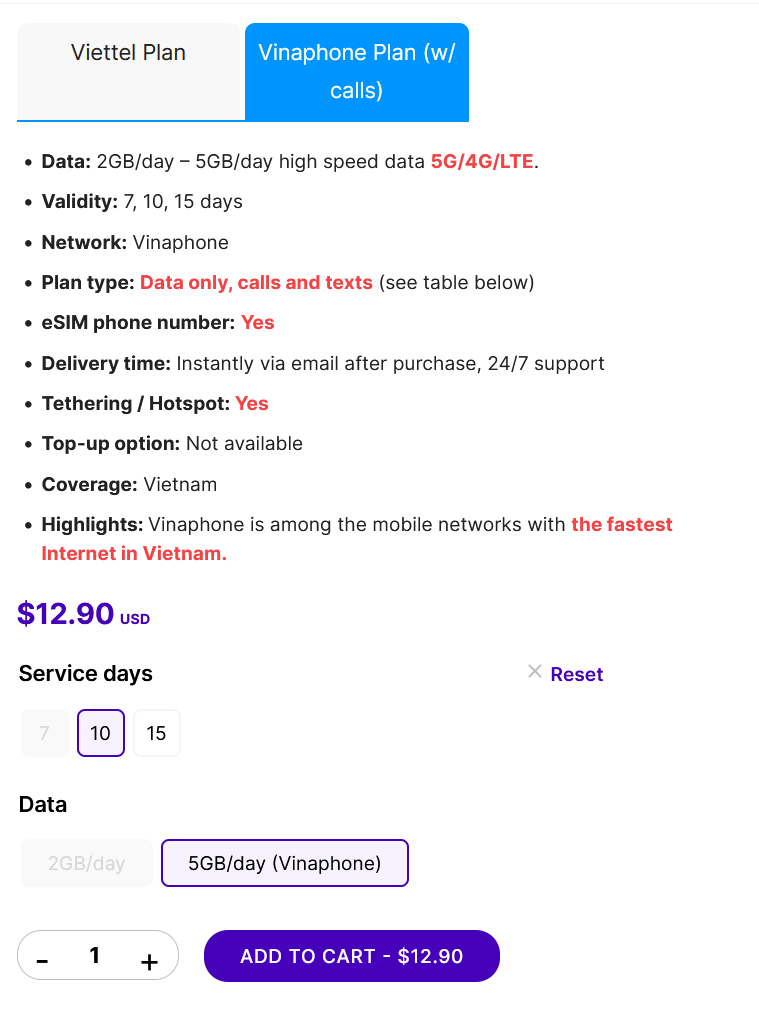 Viettel Plan
Vinaphone Plan (w/
calls)
• Data: 2GB/day – 5GB/day high speed data 5G/4G/LTE.
• Validity: 7, 10, 15 days
• Network: Vinaphone
• Plan type: Data only, calls and texts (see table below)
• eSIM phone number: Yes
• Delivery time: Instantly via email after purchase, 24/7 support
• Tethering / Hotspot: Yes
• Top-up option: Not available
• Coverage: Vietnam
• Highlights: Vinaphone is among the mobile networks with the fastest
Internet in Vietnam.
$12.90 USD
Service days
× Reset
7 10 15
Data
2GB/day 5GB/day (Vinaphone)
- 1 + ADD TO CART - $12.90